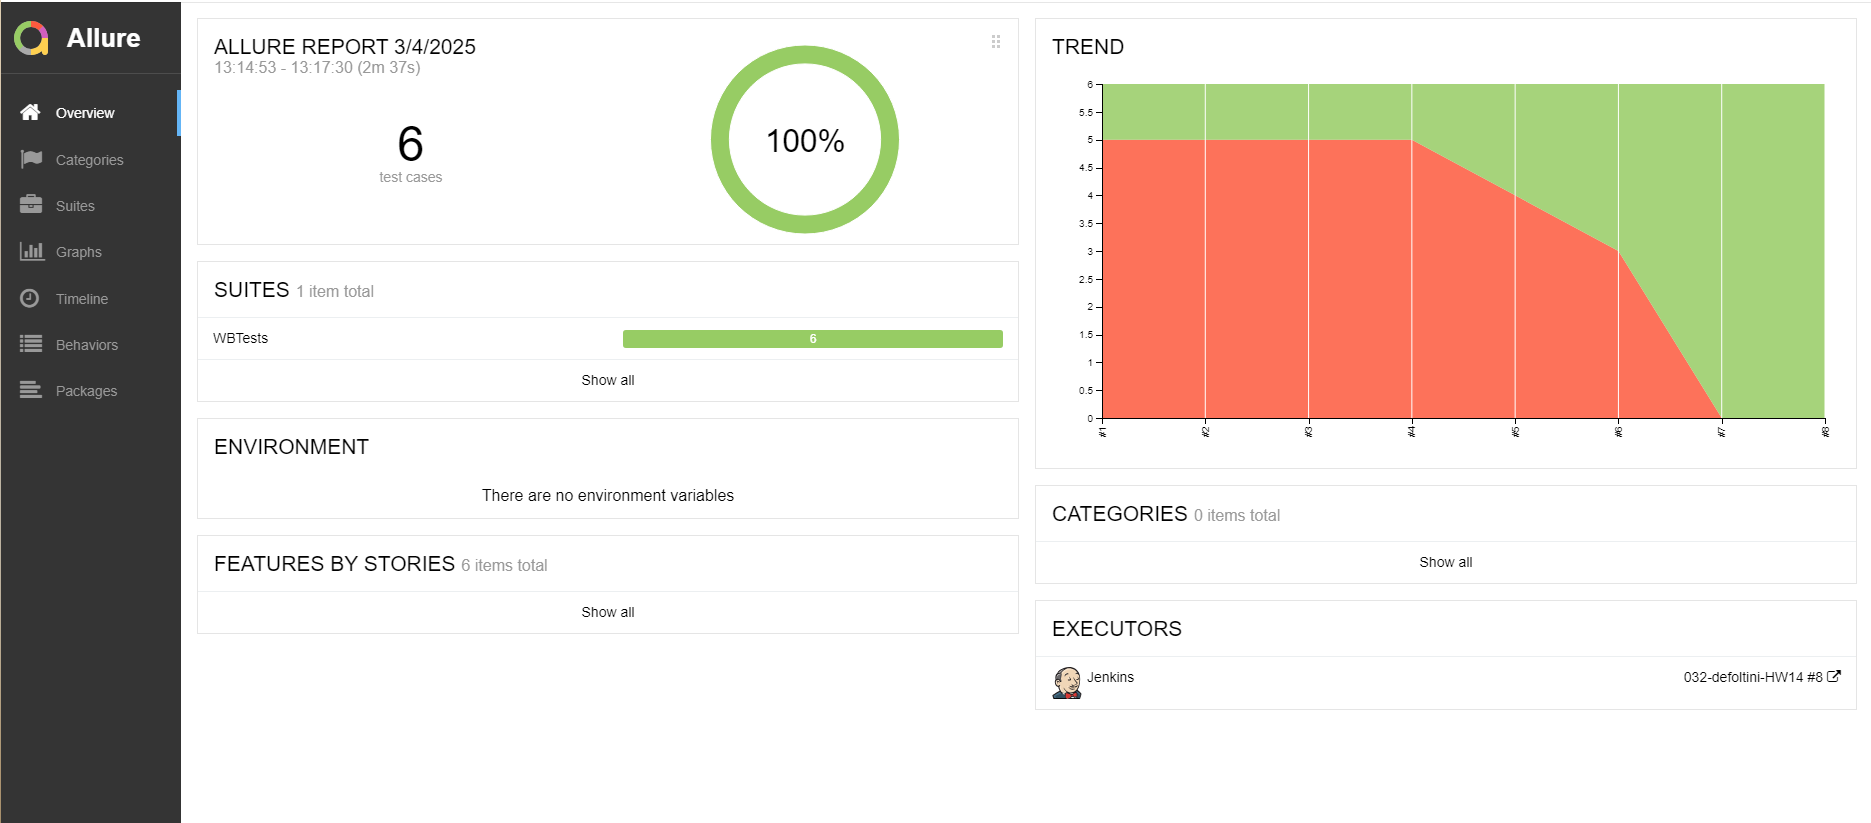 Allure
Overview
Categories
Suites
Graphs
Timeline
Behaviors
Packages
ALLURE REPORT 3/4/2025
13:14:53 - 13:17:30 (2m 37s)
6
test cases
100%
SUITES 1 item total
WBTests 6
Show all
ENVIRONMENT
There are no environment variables
FEATURES BY STORIES 6 items total
Show all
TREND
6
5.5
5
4.5
4
3.5
3
2.5
2
1.5
1
0.5
0
#1 #2 #3 #4 #5 #6 #7 #8
CATEGORIES 0 items total
Show all
EXECUTORS
Jenkins 032-defoltini-HW14 #8